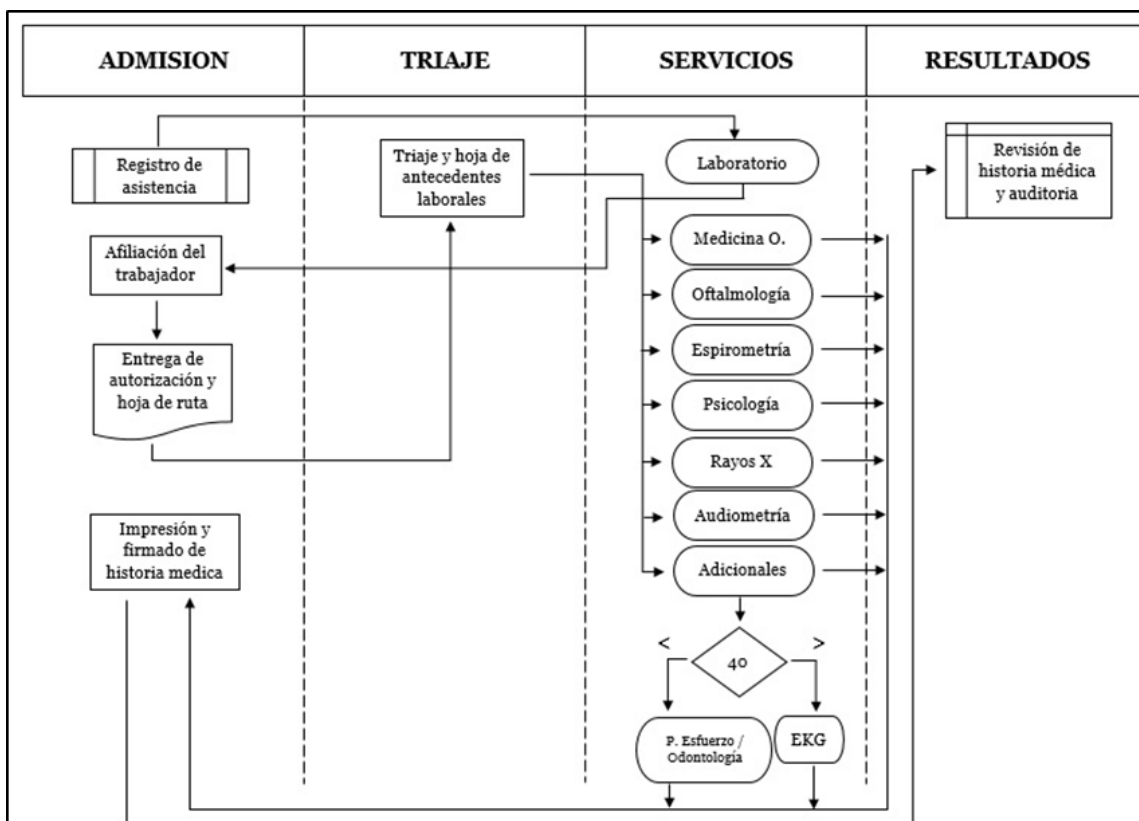 ADMISION
TRIAJE
SERVICIOS
RESULTADOS
Registro de
asistencia
Afiliación del
trabajador
Entrega de
autorización y
hoja de ruta
Impresión y
firmado de
historia medica
Triaje y hoja de
antecedentes
laborales
Laboratorio
Medicina O.
Oftalmología
Espirometría
Psicología
Rayos X
Audiometría
Adicionales
<
>
40
P. Esfuerzo /
Odontología
EKG
Revisión de
historia médica
y auditoria